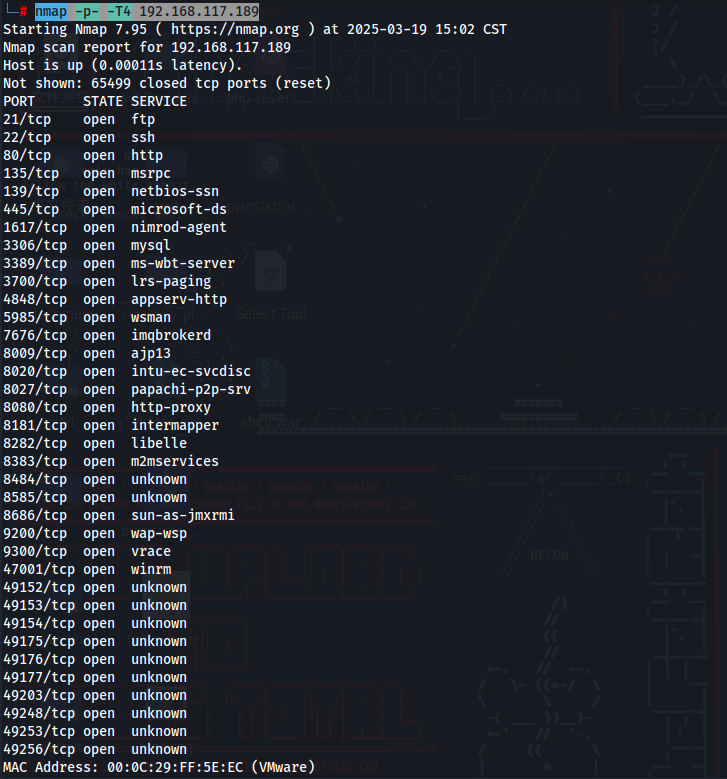 └─# nmap -p- -T4 192.168.117.189
Starting Nmap 7.95 ( https://nmap.org ) at 2025-03-19 15:02 CST
Nmap scan report for 192.168.117.189
Host is up (0.00011s latency).
Not shown: 65499 closed tcp ports (reset)
PORT      STATE SERVICE
21/tcp    open  ftp
22/tcp    open  ssh
80/tcp    open  http
135/tcp   open  msrpc
139/tcp   open  netbios-ssn
445/tcp   open  microsoft-ds
1617/tcp  open  nimrod-agent
3306/tcp  open  mysql
3389/tcp  open  ms-wbt-server
3700/tcp  open  lrs-paging
4848/tcp  open  appserv-http
5985/tcp  open  wsman
7676/tcp  open  imqbrokerd
8009/tcp  open  ajp13
8020/tcp  open  intu-ec-svcdisc
8027/tcp  open  papachi-p2p-srv
8080/tcp  open  http-proxy
8181/tcp  open  intermapper
8282/tcp  open  libelle
8383/tcp  open  m2mservices
8484/tcp  open  unknown
8585/tcp  open  unknown
8686/tcp  open  sun-as-jmxrmi
9200/tcp  open  wap-wsp
9300/tcp  open  vrace
47001/tcp open  winrm
49152/tcp open  unknown
49153/tcp open  unknown
49154/tcp open  unknown
49175/tcp open  unknown
49176/tcp open  unknown
49177/tcp open  unknown
49203/tcp open  unknown
49248/tcp open  unknown
49253/tcp open  unknown
49256/tcp open  unknown
MAC Address: 00:0C:29:FF:5E:EC (VMware)
php-revers...
Select Tool
RECON